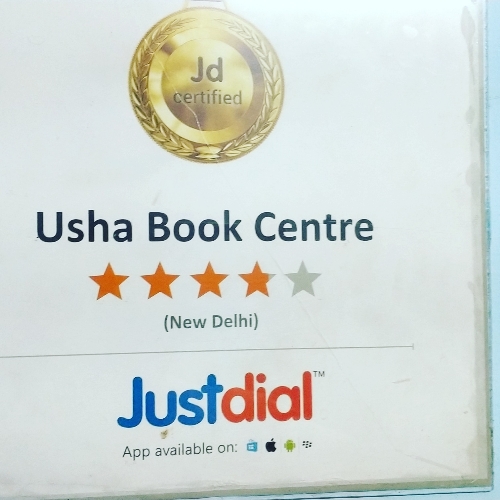 Jd
certified
Usha Book Centre
(New Delhi)
Justdial™
App available on: